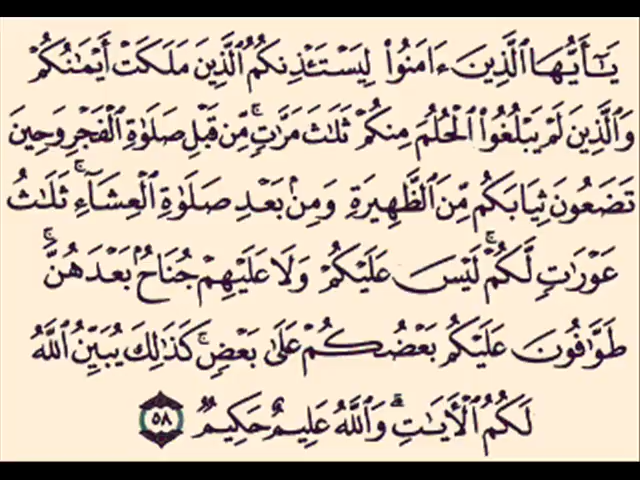 يَٰٓأَيُّهَا ٱلَّذِينَ ءَامَنُوا۟ لِيَسْتَـْٔذِنكُمُ ٱلَّذِينَ مَلَكَتْ أَيْمَٰنُكُمْ
وَٱلَّذِينَ لَمْ يَبْلُغُوا۟ ٱلْحُلُمَ مِنكُمْ ثَلَٰثَ مَرَّٰتٍۚ مِّن قَبْلِ صَلَوٰةِ ٱلْفَجْرِ وَحِينَ
تَضَعُونَ ثِيَابَكُم مِّنَ ٱلظَّهِيرَةِ وَمِنۢ بَعْدِ صَلَوٰةِ ٱلْعِشَآءِۚ ثَلَٰثُ
عَوْرَٰتٍ لَّكُمْۚ لَيْسَ عَلَيْكُمْ وَلَا عَلَيْهِمْ جُنَاحٌۢ بَعْدَهُنَّۚ
طَوَّٰفُونَ عَلَيْكُم بَعْضُكُمْ عَلَىٰ بَعْضٍۚ كَذَٰلِكَ يُبَيِّنُ ٱللَّهُ
لَكُمُ ٱلْـَٔايَٰتِۗ وَٱللَّهُ عَلِيمٌ حَكِيمٌ ٥٨